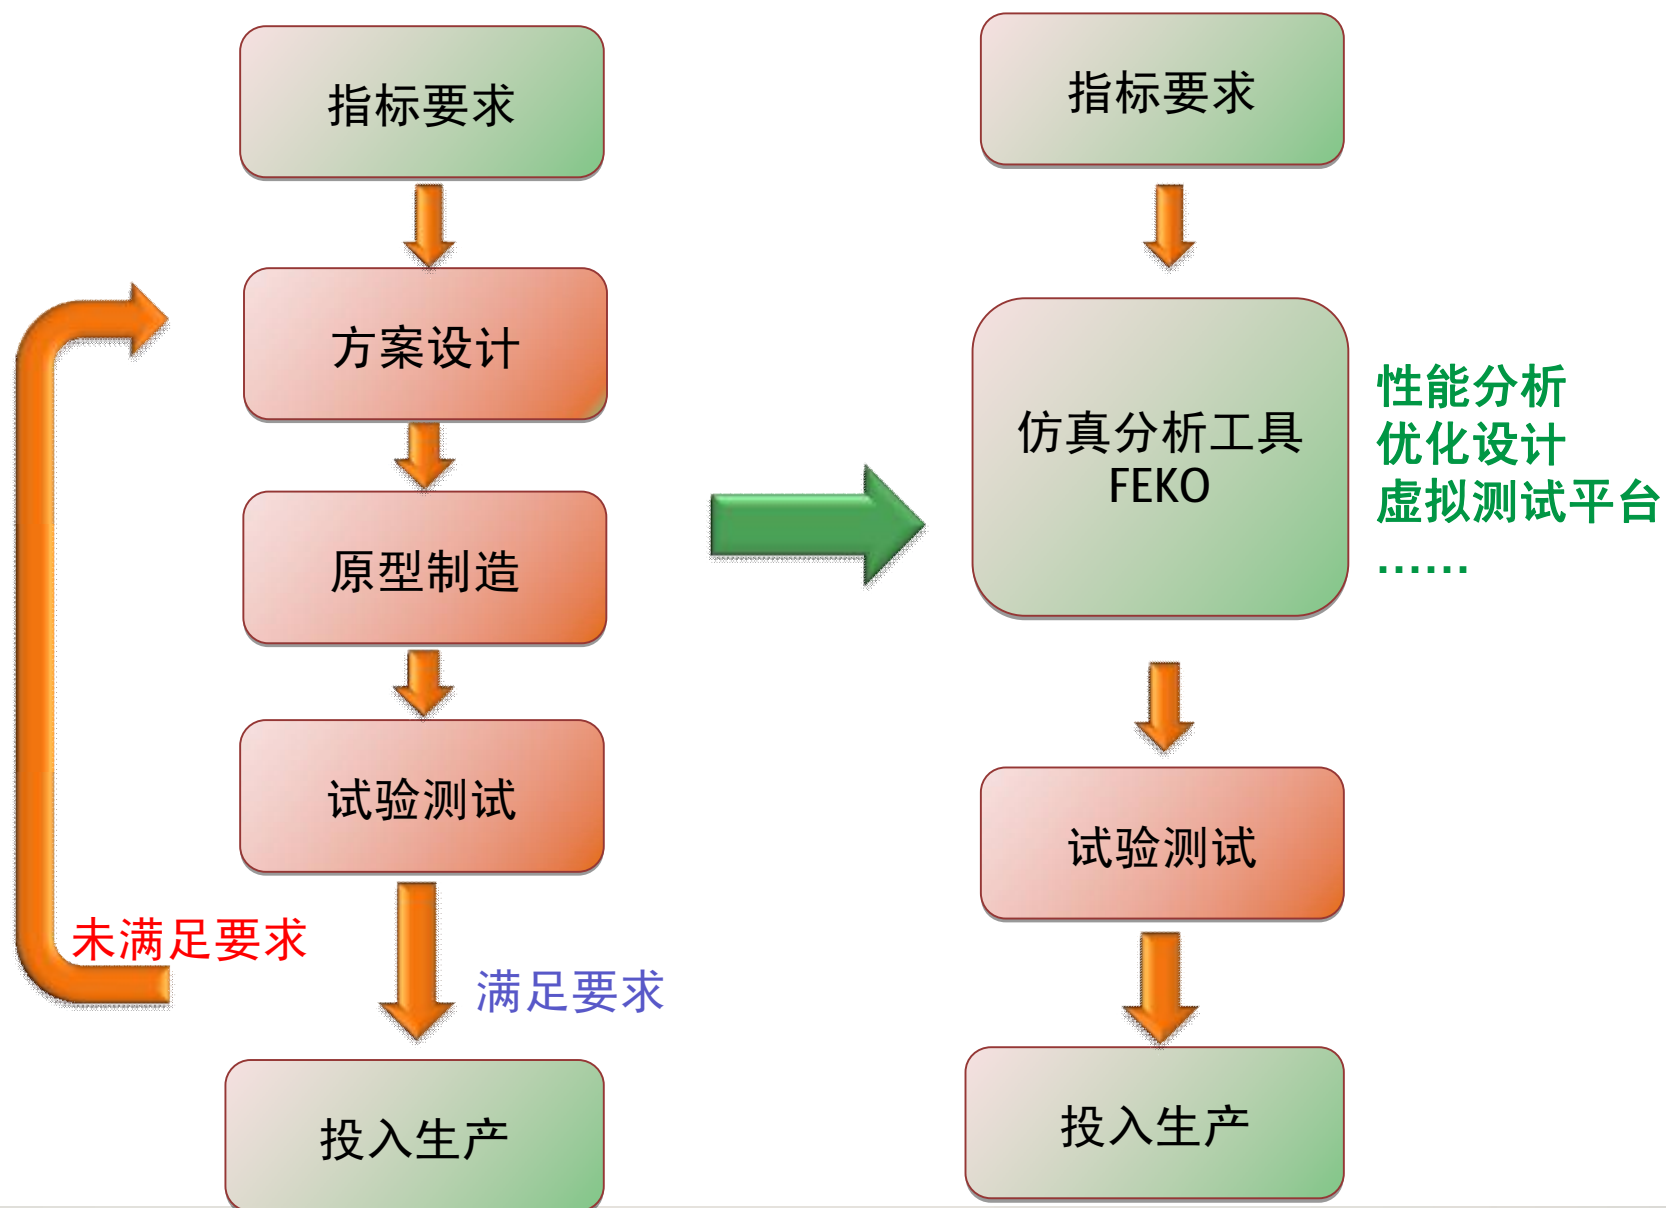 指标要求
方案设计
原型制造
试验测试
未满足要求
满足要求
投入生产
指标要求
仿真分析工具
FEKO
性能分析
优化设计
虚拟测试平台
......
试验测试
投入生产